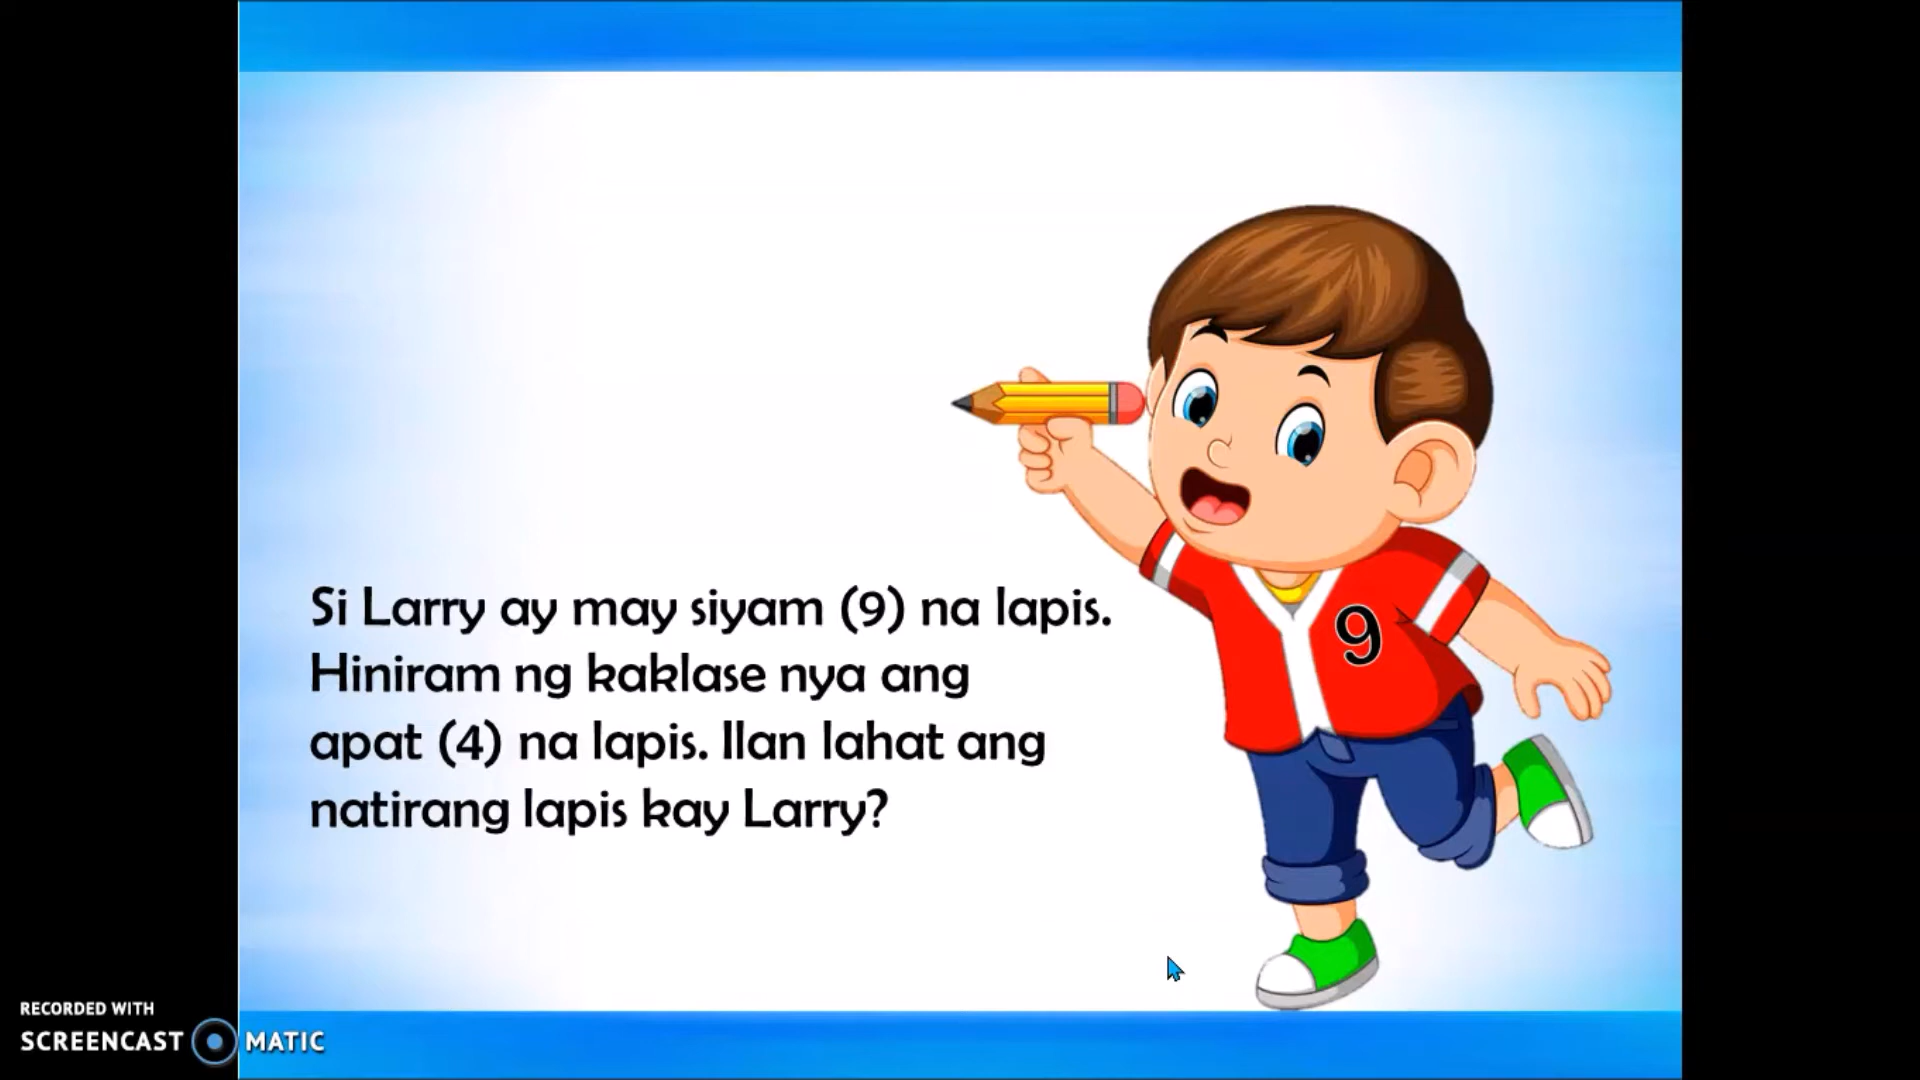 Si Larry ay may siyam (9) na lapis.
Hiniram ng kaklase nya ang
apat (4) na lapis. Ilan lahat ang
natirang lapis kay Larry?
9
RECORDED WITH
SCREENCAST MATIC